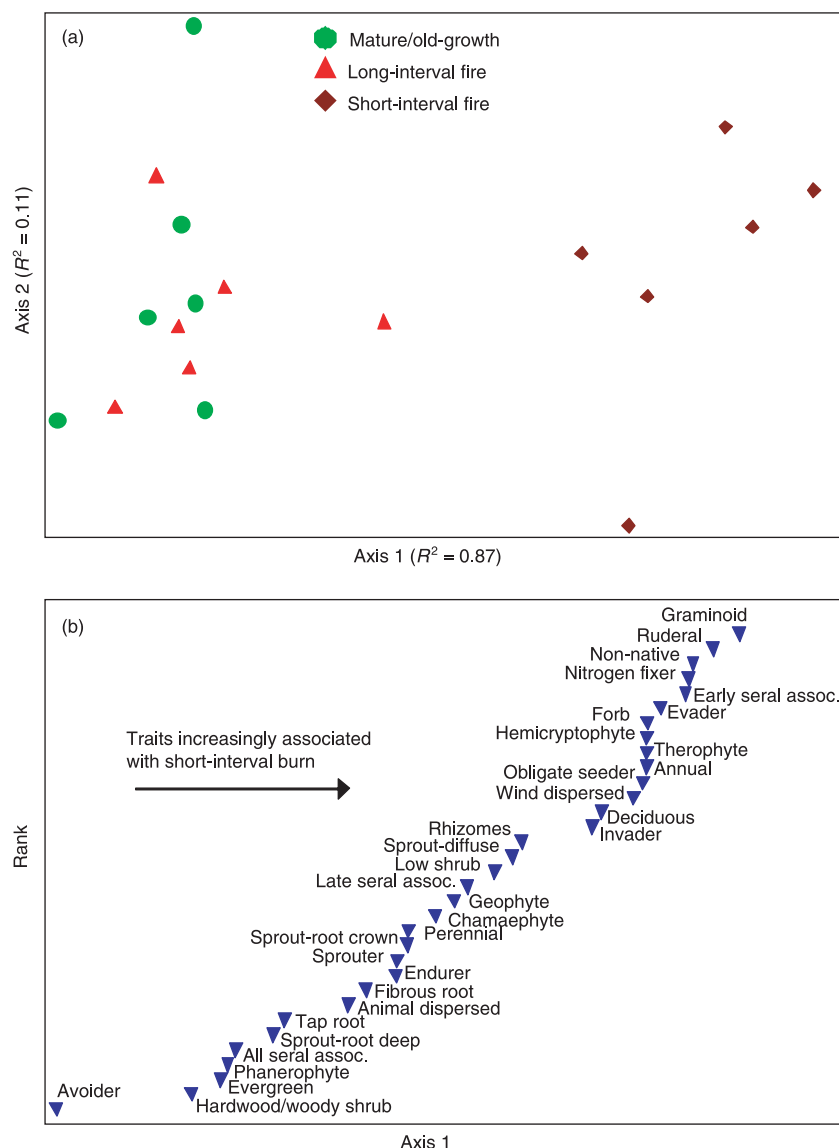 (a)
Mature/old-growth
Long-interval fire
Short-interval fire
Axis 2 (R² = 0.11)
Axis 1 (R² = 0.87)
(b)
Graminoid
Ruderal
Non-native
Nitrogen fixer
Early seral assoc.
Evader
Forb
Hemicryptophyte
Therophyte
Annual
Obligate seeder
Wind dispersed
Deciduous
Invader
Traits increasingly associated
with short-interval burn
Rhizomes
Sprout-diffuse
Low shrub
Late seral assoc.
Geophyte
Chamaephyte
Perennial
Sprout-root crown
Sprouter
Endurer
Fibrous root
Animal dispersed
Tap root
Sprout-root deep
All seral assoc.
Phanerophyte
Evergreen
Avoider
Hardwood/woody shrub
Rank
Axis 1